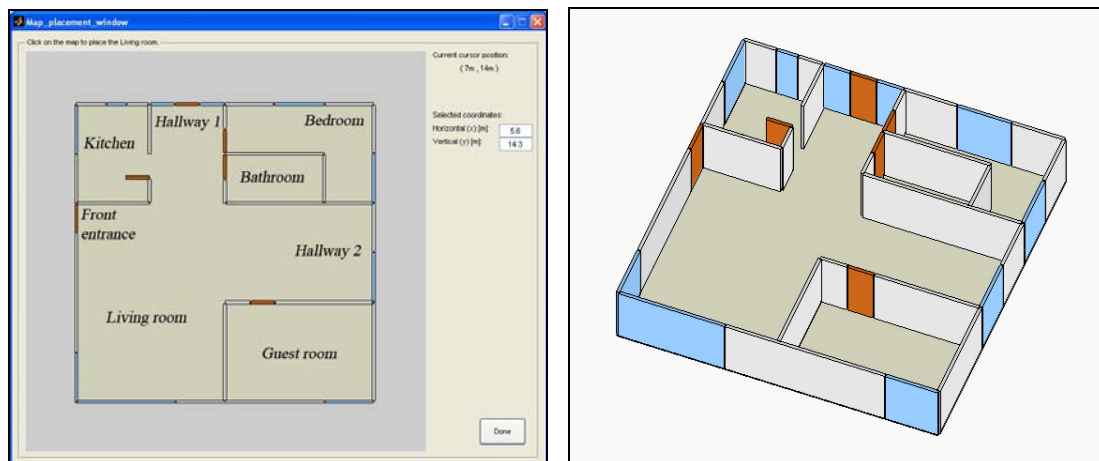 Map_placement_window
Click on the map to place the Living room.
Current cursor position:
( 7m , 14m )
Selected coordinates:
Horizontal (x) [m]: 5.6
Vertical (y) [m]: 14.3
Hallway 1
Bedroom
Kitchen
Bathroom
Front
entrance
Hallway 2
Living room
Guest room
Done